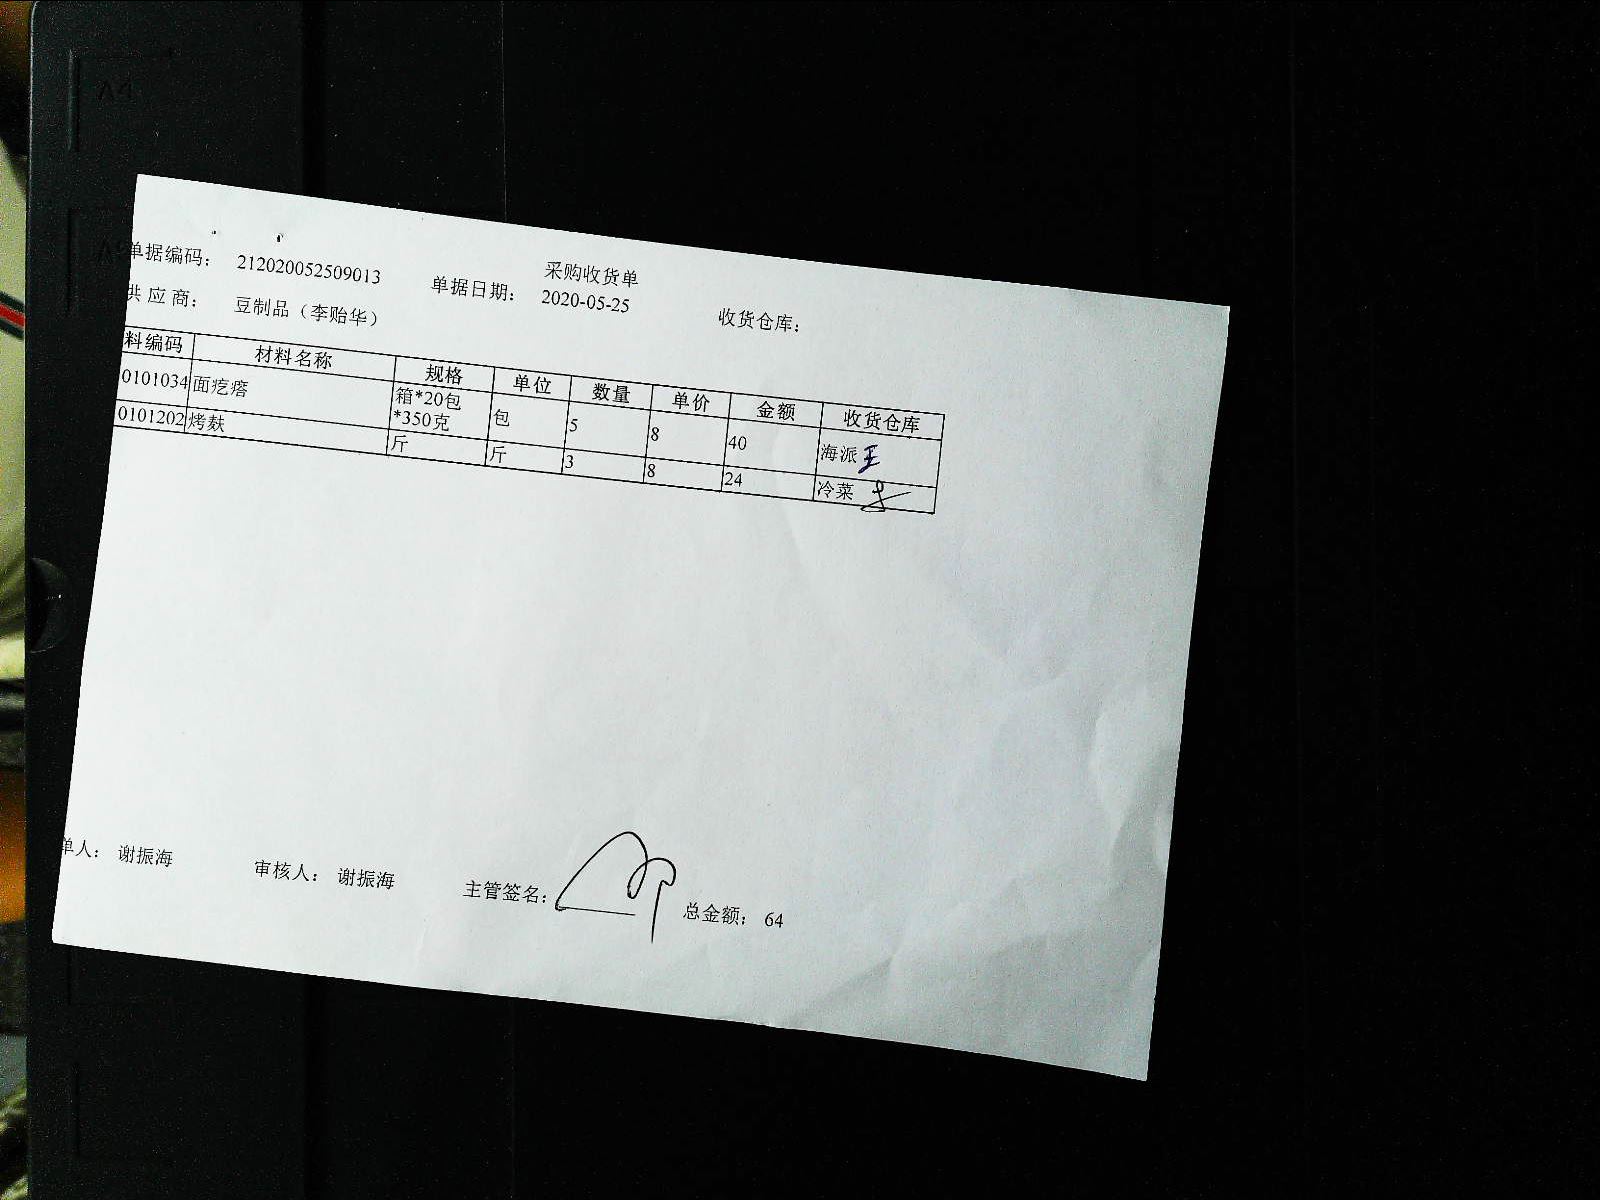 采购收货单
单据编码： 212020052509013 单据日期： 2020-05-25 收货仓库：
供 应 商： 豆制品（李贻华）
料编码 材料名称 规格 单位 数量 单价 金额 收货仓库
0101034 面疙瘩 箱*20包*350克 包 5 8 40 海派
0101202 烤麸 斤 斤 3 8 24 冷菜
单人： 谢振海 审核人： 谢振海 主管签名： 总金额： 64